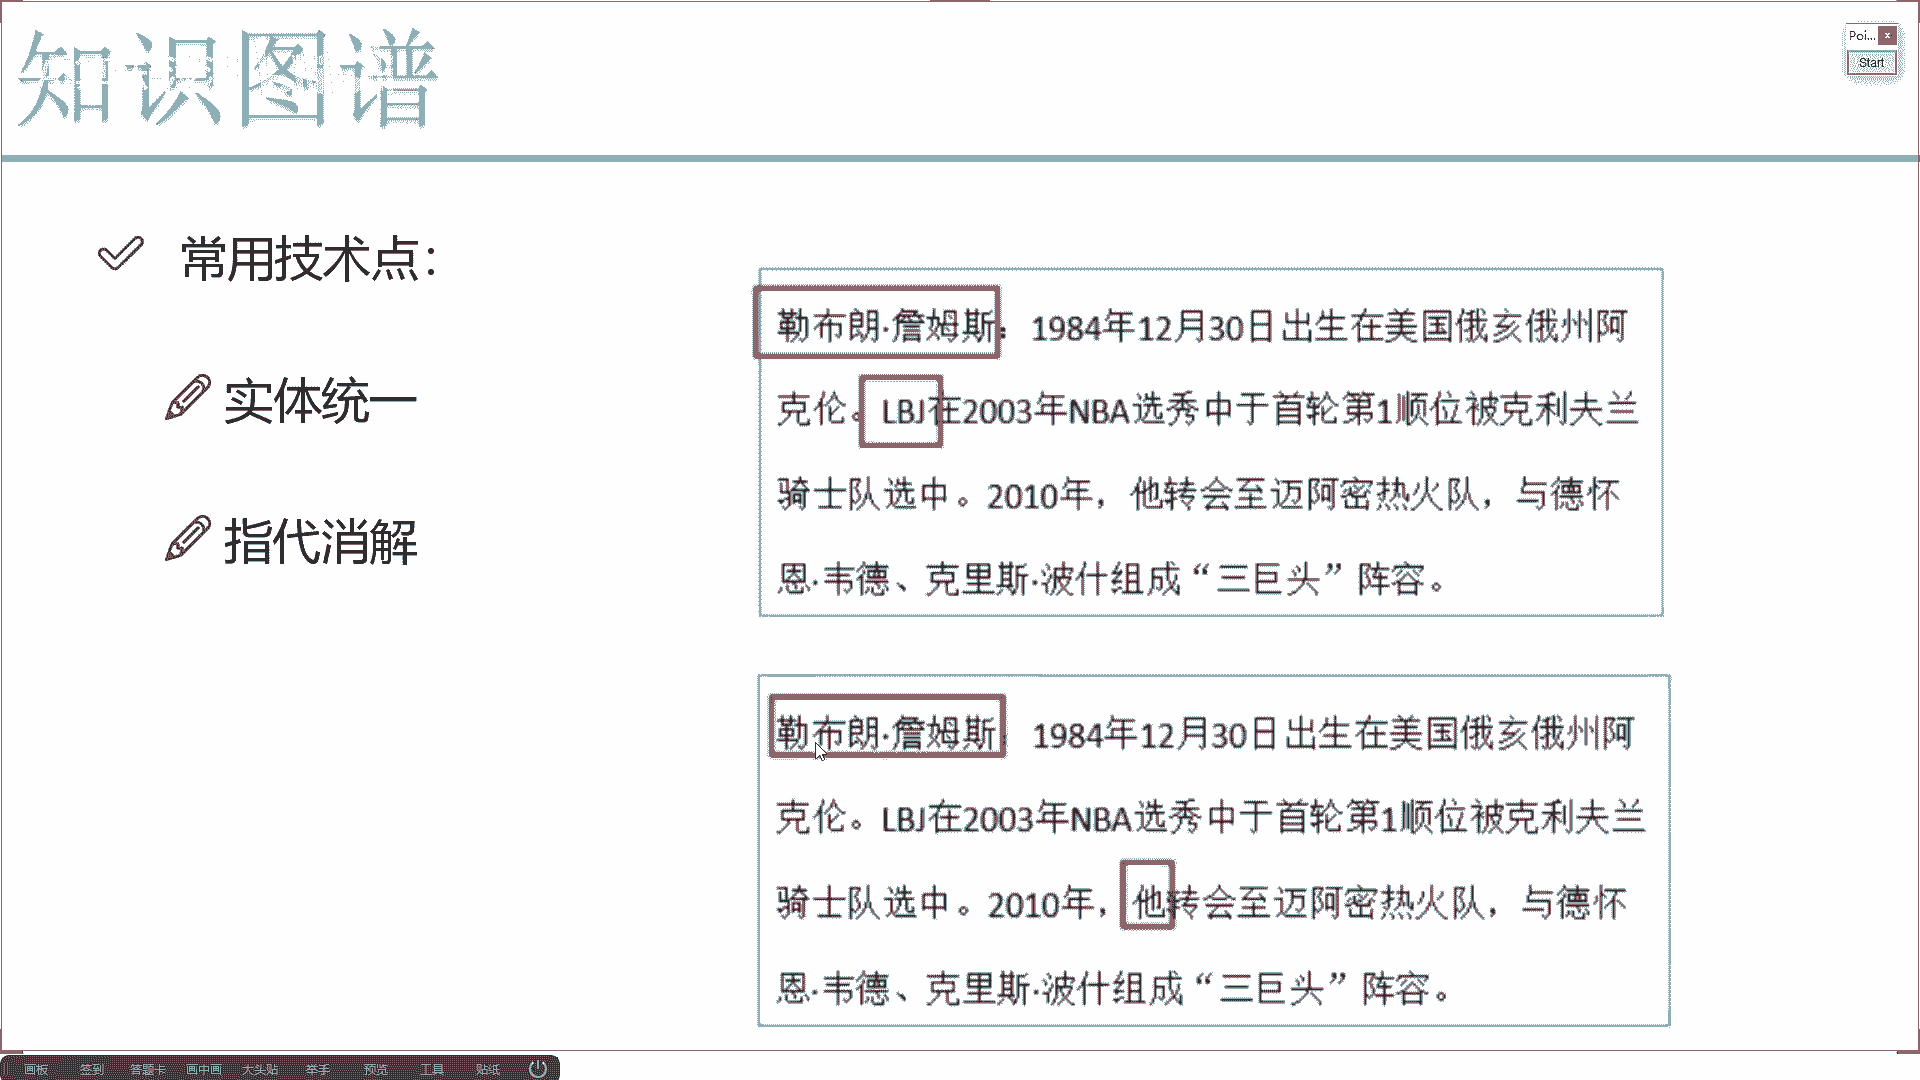 知识图谱
Poi...
Start
常用技术点：
实体统一
指代消解
勒布朗·詹姆斯：1984年12月30日出生在美国俄亥俄州阿
克伦。LBJ在2003年NBA选秀中于首轮第1顺位被克利夫兰
骑士队选中。2010年，他转会至迈阿密热火队，与德怀
恩·韦德、克里斯·波什组成“三巨头”阵容。
勒布朗·詹姆斯：1984年12月30日出生在美国俄亥俄州阿
克伦。LBJ在2003年NBA选秀中于首轮第1顺位被克利夫兰
骑士队选中。2010年，他转会至迈阿密热火队，与德怀
恩·韦德、克里斯·波什组成“三巨头”阵容。
画板 签到 答题卡 画中画 大头贴 举手 预览 工具 贴纸